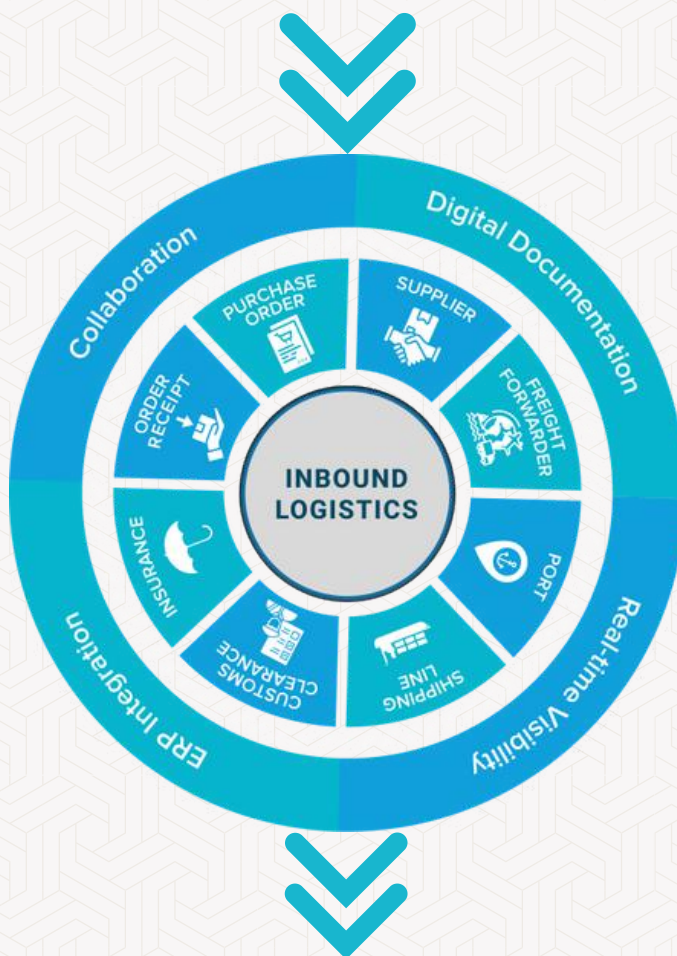 Collaboration
Digital Documentation
PURCHASE
ORDER
SUPPLIER
ORDER
RECEIPT
FREIGHT
FORWARDER
INBOUND
LOGISTICS
INSURANCE
PORT
CUSTOMS
CLEARANCE
SHIPPING
LINE
ERP Integration
Real-time Visibility